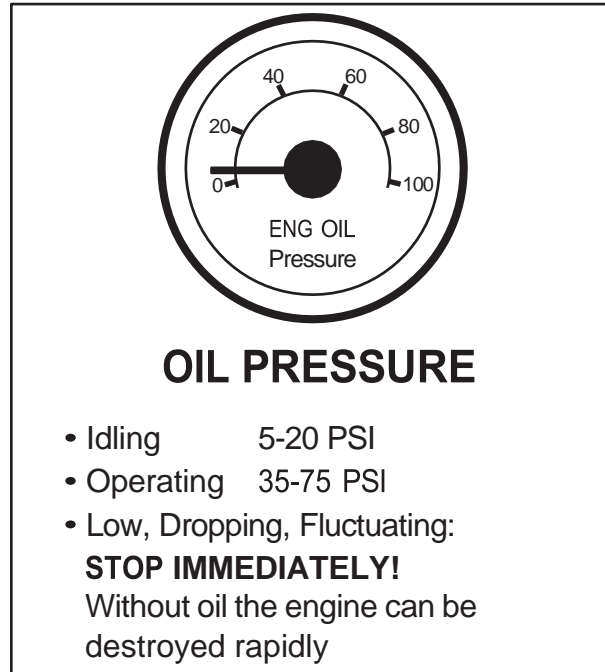 40 60
20 80
0 100
ENG OIL
Pressure
OIL PRESSURE
• Idling 5-20 PSI
• Operating 35-75 PSI
• Low, Dropping, Fluctuating:
STOP IMMEDIATELY!
Without oil the engine can be
destroyed rapidly